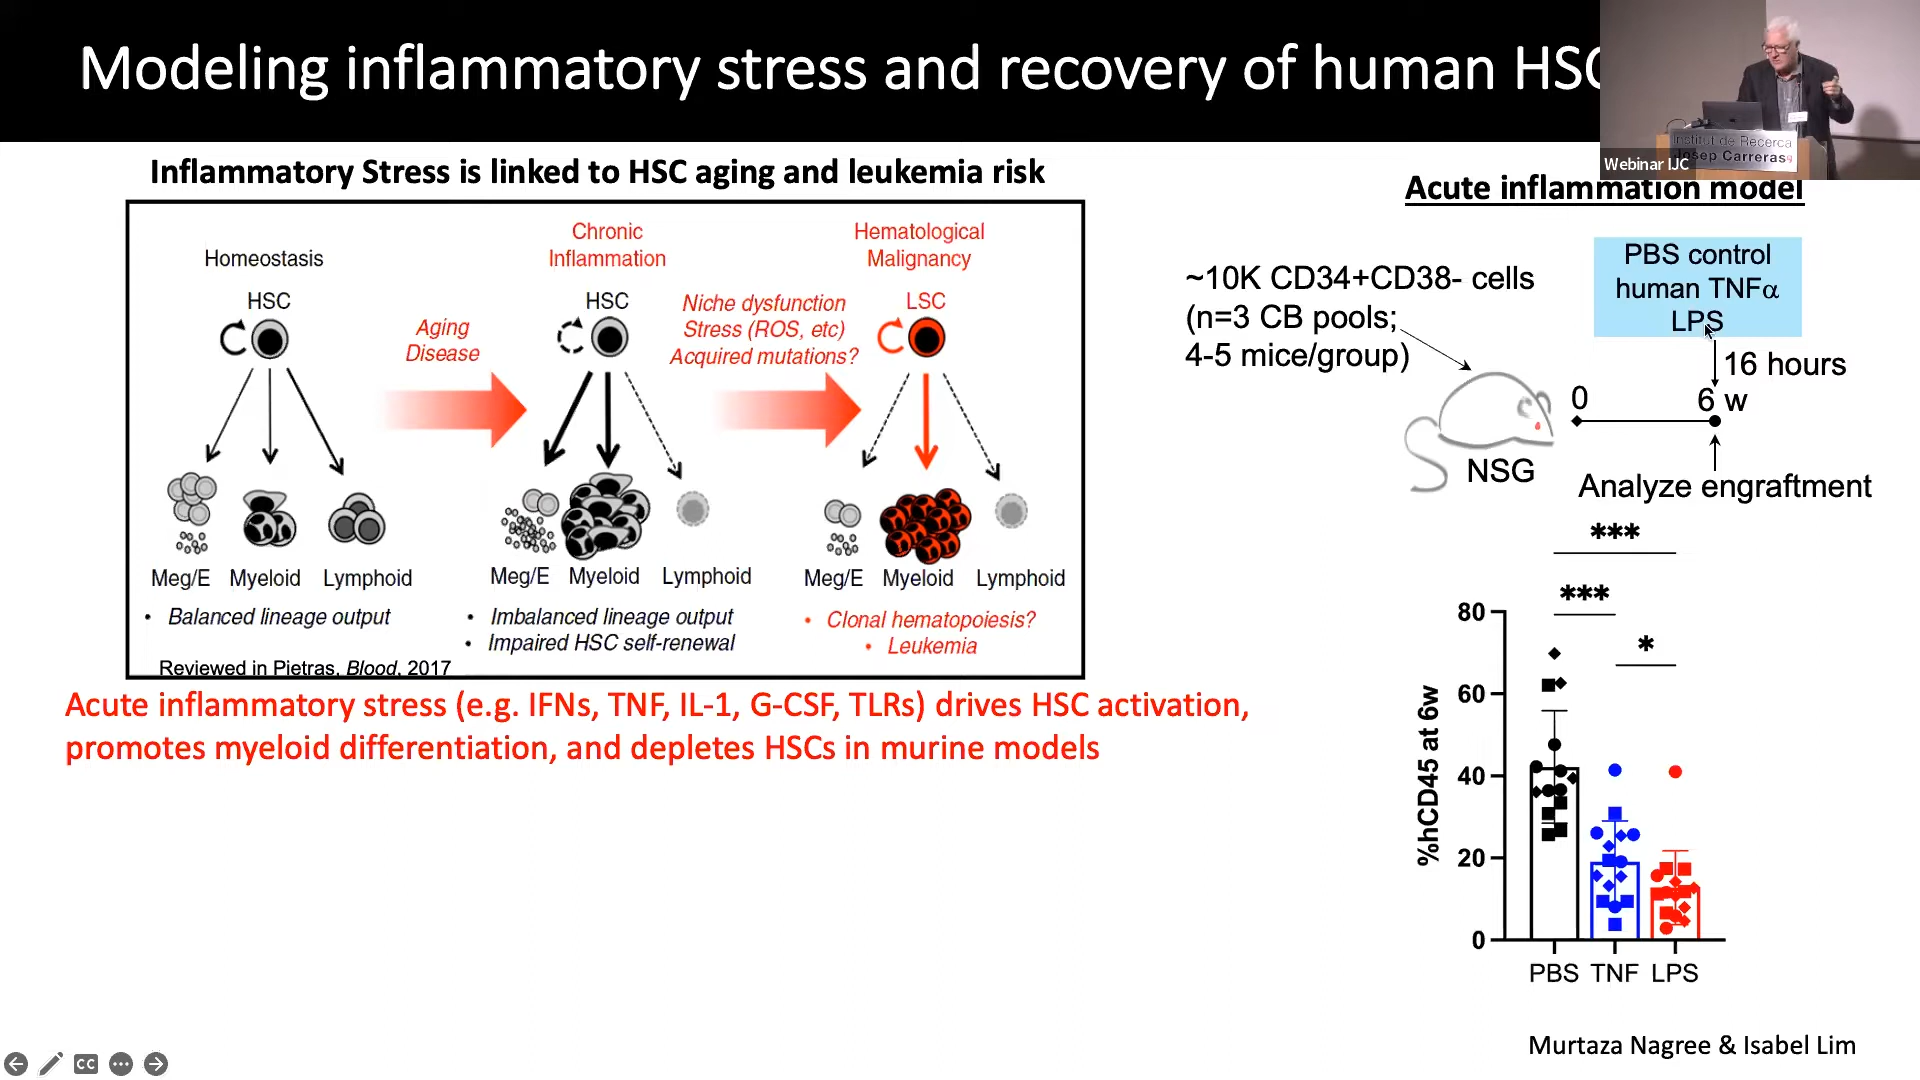 Modeling inflammatory stress and recovery of human HSC
Webinar IJC
Institut de Recerca
Josep Carreras
Inflammatory Stress is linked to HSC aging and leukemia risk
Homeostasis
HSC
Aging
Disease
Chronic
Inflammation
HSC
Niche dysfunction
Stress (ROS, etc)
Acquired mutations?
Hematological
Malignancy
LSC
Meg/E Myeloid Lymphoid
• Balanced lineage output
Meg/E Myeloid Lymphoid
• Imbalanced lineage output
• Impaired HSC self-renewal
Meg/E Myeloid Lymphoid
• Clonal hematopoiesis?
• Leukemia
Reviewed in Pietras, Blood, 2017
Acute inflammatory stress (e.g. IFNs, TNF, IL-1, G-CSF, TLRs) drives HSC activation,
promotes myeloid differentiation, and depletes HSCs in murine models
Acute inflammation model
PBS control
human TNFα
LPS
~10K CD34+CD38- cells
(n=3 CB pools;
4-5 mice/group)
16 hours
0
6 w
NSG
Analyze engraftment
***
***
*
%hCD45 at 6w
80
60
40
20
0
PBS TNF LPS
Murtaza Nagree & Isabel Lim
CC